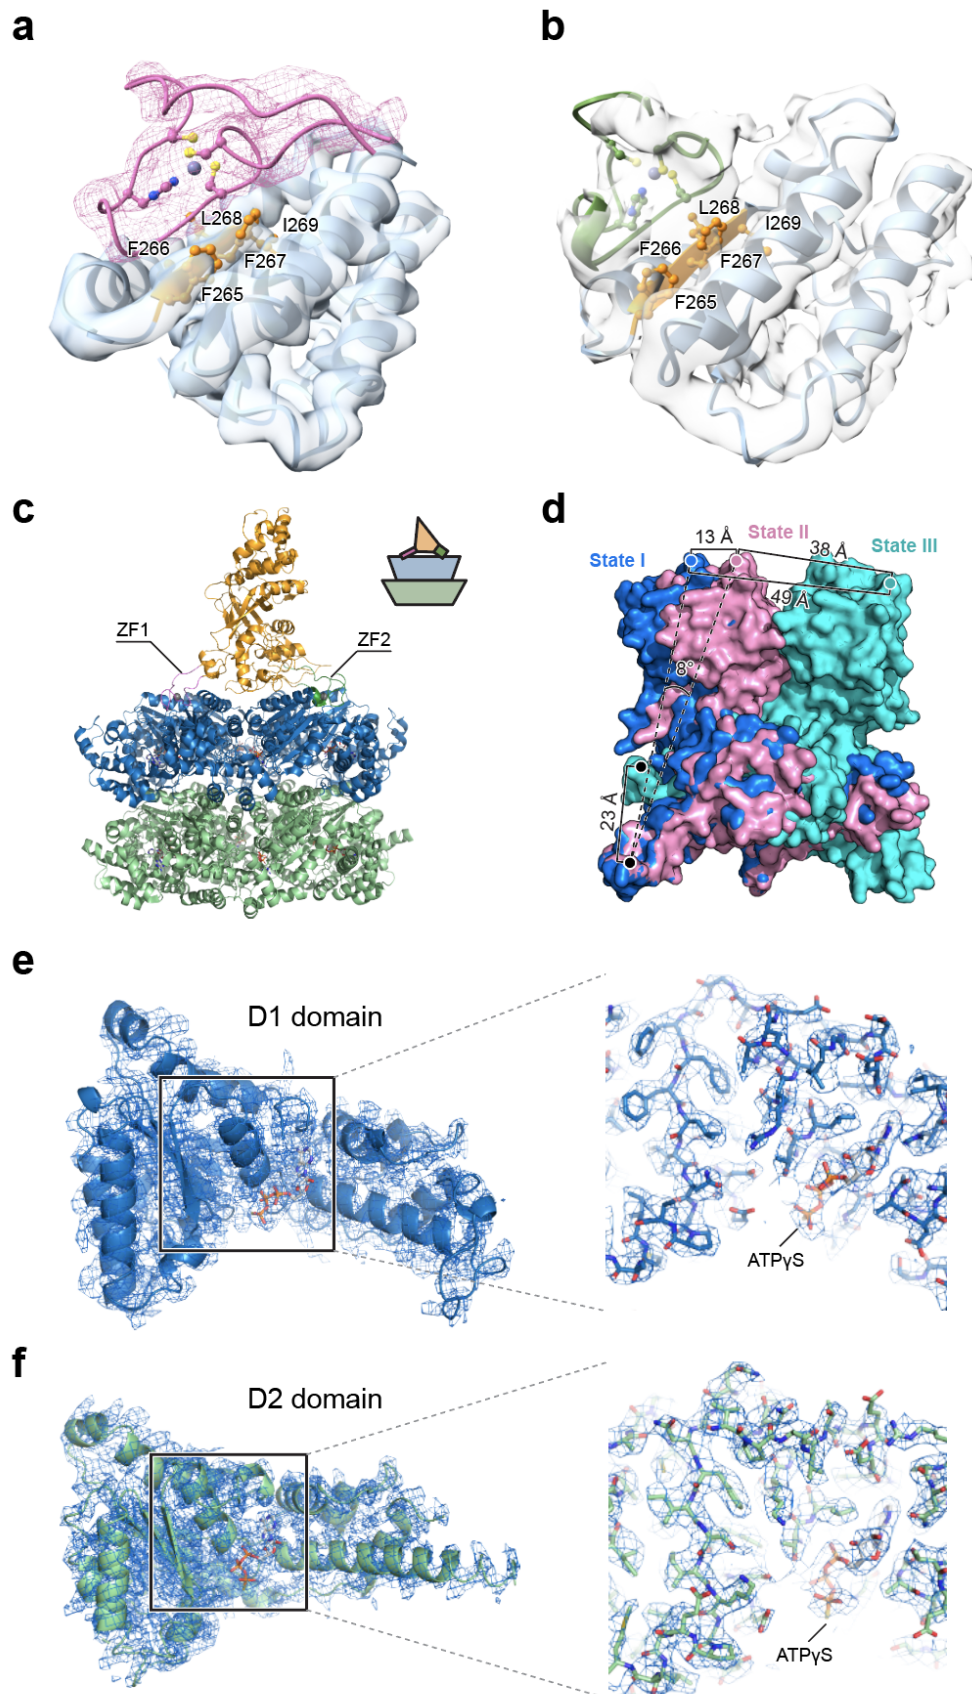 a
b
L268
I269
F266
F267
F265
L268
I269
F266
F267
F265
c
d
ZF1
ZF2
13 Å
State II
38 Å
State I
State III
49 Å
8°
23 Å
e
D1 domain
ATPγS
f
D2 domain
ATPγS